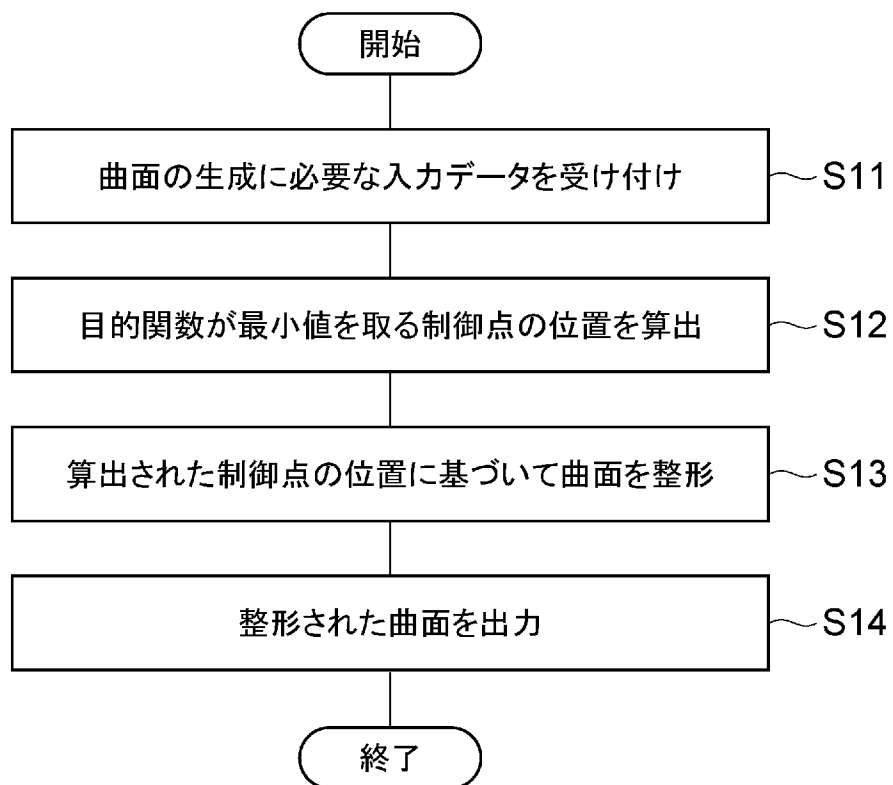 開始
曲面の生成に必要な入力データを受け付け
S11
目的関数が最小値を取る制御点の位置を算出
S12
算出された制御点の位置に基づいて曲面を整形
S13
整形された曲面を出力
S14
終了